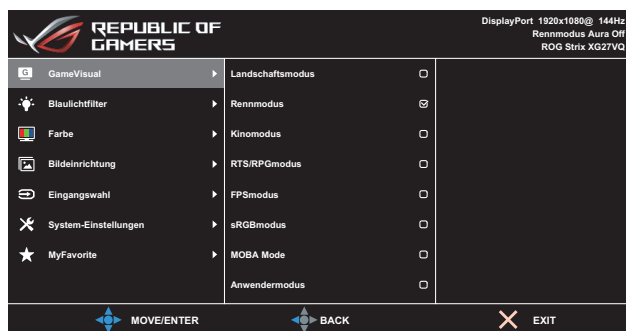 REPUBLIC OF
GAMERS
DisplayPort 1920x1080@ 144Hz
Rennmodus Aura Off
ROG Strix XG27VQ
G GameVisual
Blaulichtfilter
Farbe
Bildeinrichtung
Eingangswahl
System-Einstellungen
MyFavorite
Landschaftsmodus
Rennmodus
Kinomodus
RTS/RPGmodus
FPSmodus
sRGBmodus
MOBA Mode
Anwendermodus
MOVE/ENTER
BACK
EXIT